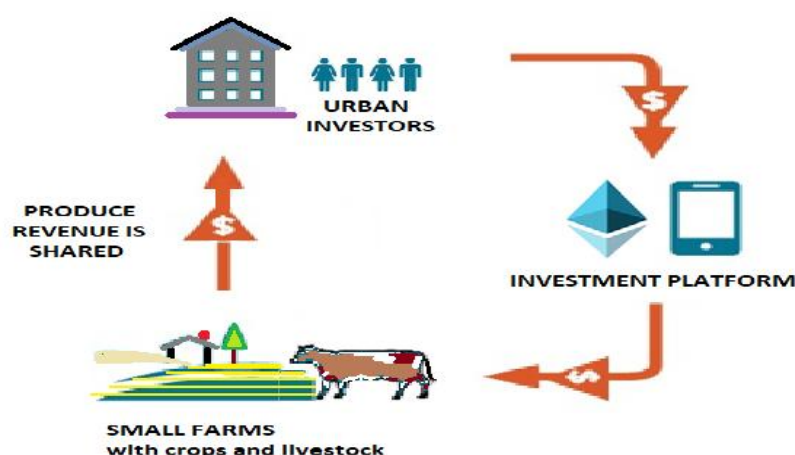 URBAN
INVESTORS
$
INVESTMENT PLATFORM
$
SMALL FARMS
with crops and livestock
$
PRODUCE
REVENUE IS
SHARED